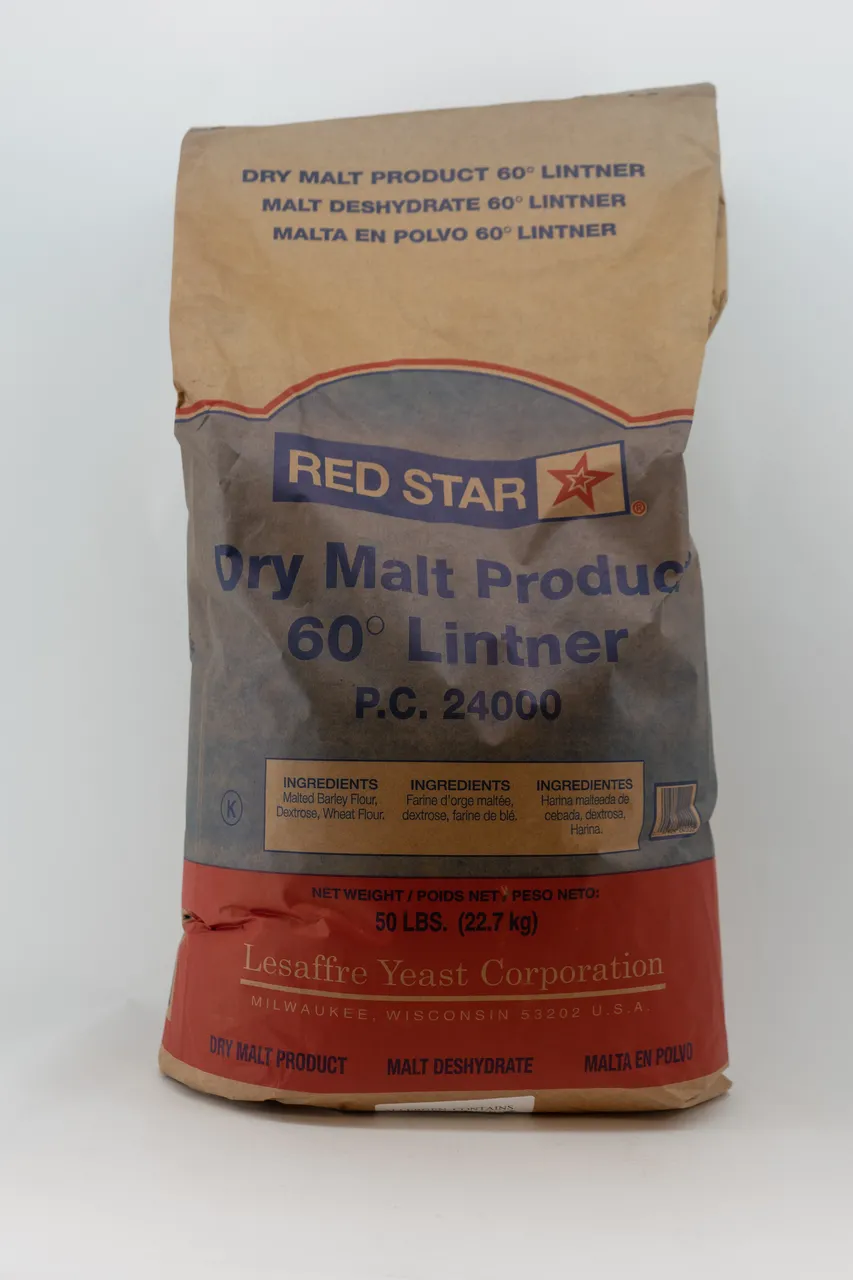 DRY MALT PRODUCT 60° LINTNER
MALT DESHYDRATE 60° LINTNER
MALTA EN POLVO 60° LINTNER
RED STAR ®
Dry Malt Produc
60° Lintner
P.C. 24000
INGREDIENTS
Malted Barley Flour,
Dextrose, Wheat Flour.
INGREDIENTS
Farine d'orge maltée,
dextrose, farine de blé.
INGREDIENTES
Harina malteada de
cebada, dextrosa,
Harina.
K
NET WEIGHT / POIDS NET/ PESO NETO:
50 LBS. (22.7 kg)
Lesaffre Yeast Corporation
MILWAUKEE, WISCONSIN 53202 U.S.A.
DRY MALT PRODUCT MALT DESHYDRATE MALTA EN POLVO
CONTAINS